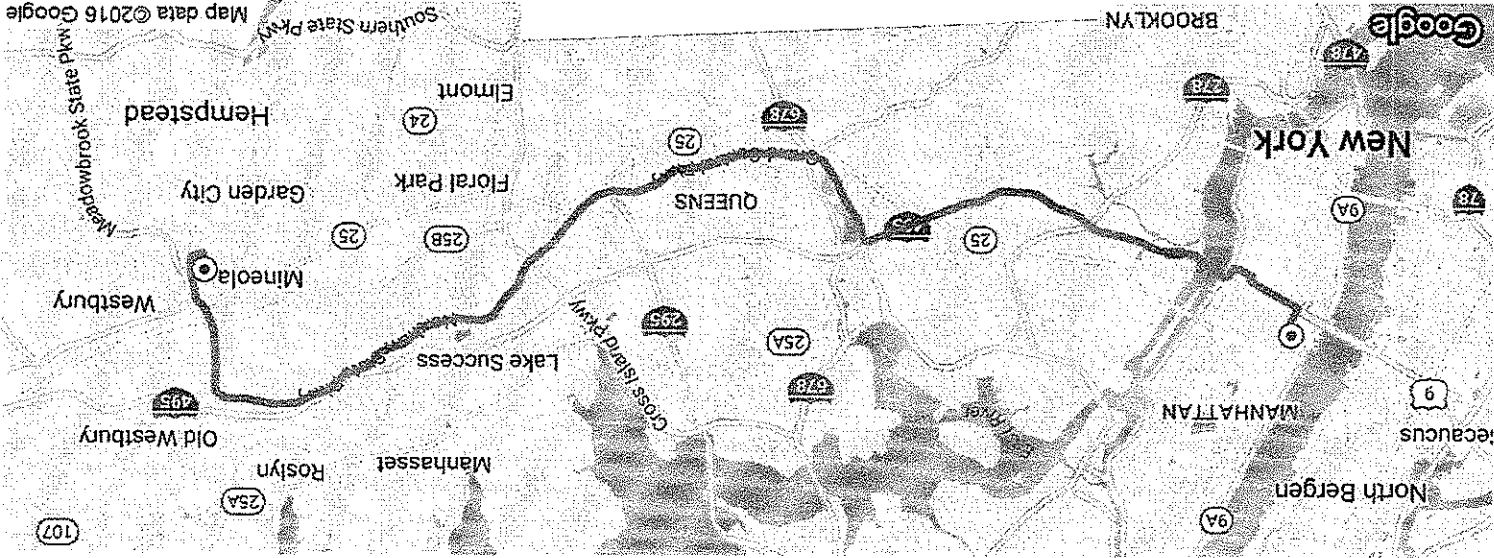 107
9A
North Bergen
25A
Roslyn
Manhasset
Secaucus
MANHATTAN
Old Westbury
9
678
495
Lake Success
Cross Island Pkwy
25A
295
Westbury
Mineola
495
25
25B
25
78
9A
QUEENS
Floral Park
Garden City
New York
25
Meadowbrook State Pkwy
278
678
24
Elmont
Hempstead
478
Google
BROOKLYN
Southern State Pkwy
Map data ©2016 Google